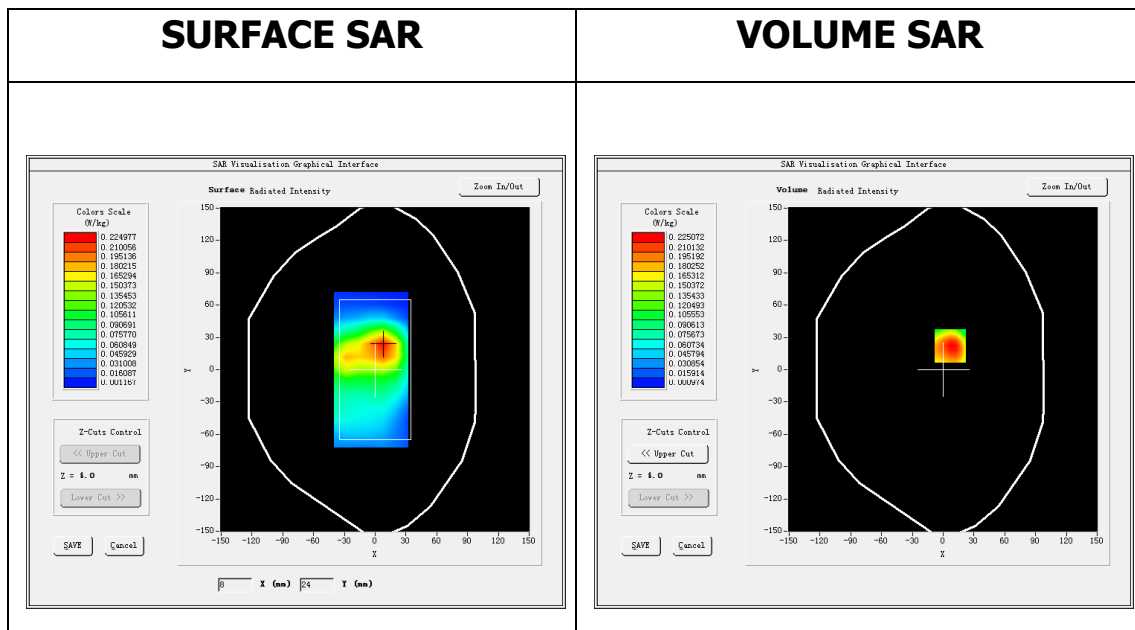 SURFACE SAR
SAR Visualisation Graphical Interface
Surface Radiated Intensity
Zoom In/Out
Colors Scale
(W/kg)
0.224977
0.210056
0.195136
0.180215
0.165294
0.150373
0.135453
0.120532
0.105611
0.090691
0.075770
0.060849
0.045929
0.031008
0.016087
0.001167
Z-Cuts Control
<< Upper Cut
Z = 4.0 mm
Lower Cut >>
SAVE Cancel
150
120
90
60
30
0
-30
-60
-90
-120
-150
Y
-150 -120 -90 -60 -30 0 30 60 90 120 150
X
8 X (mm) 24 Y (mm)
VOLUME SAR
SAR Visualisation Graphical Interface
Volume Radiated Intensity
Zoom In/Out
Colors Scale
(W/kg)
0.225072
0.210132
0.195192
0.180252
0.165312
0.150372
0.135433
0.120493
0.105553
0.090613
0.075673
0.060734
0.045794
0.030854
0.015914
0.000974
Z-Cuts Control
<< Upper Cut
Z = 4.0 mm
Lower Cut >>
SAVE Cancel
150
120
90
60
30
0
-30
-60
-90
-120
-150
Y
-150 -120 -90 -60 -30 0 30 60 90 120 150
X